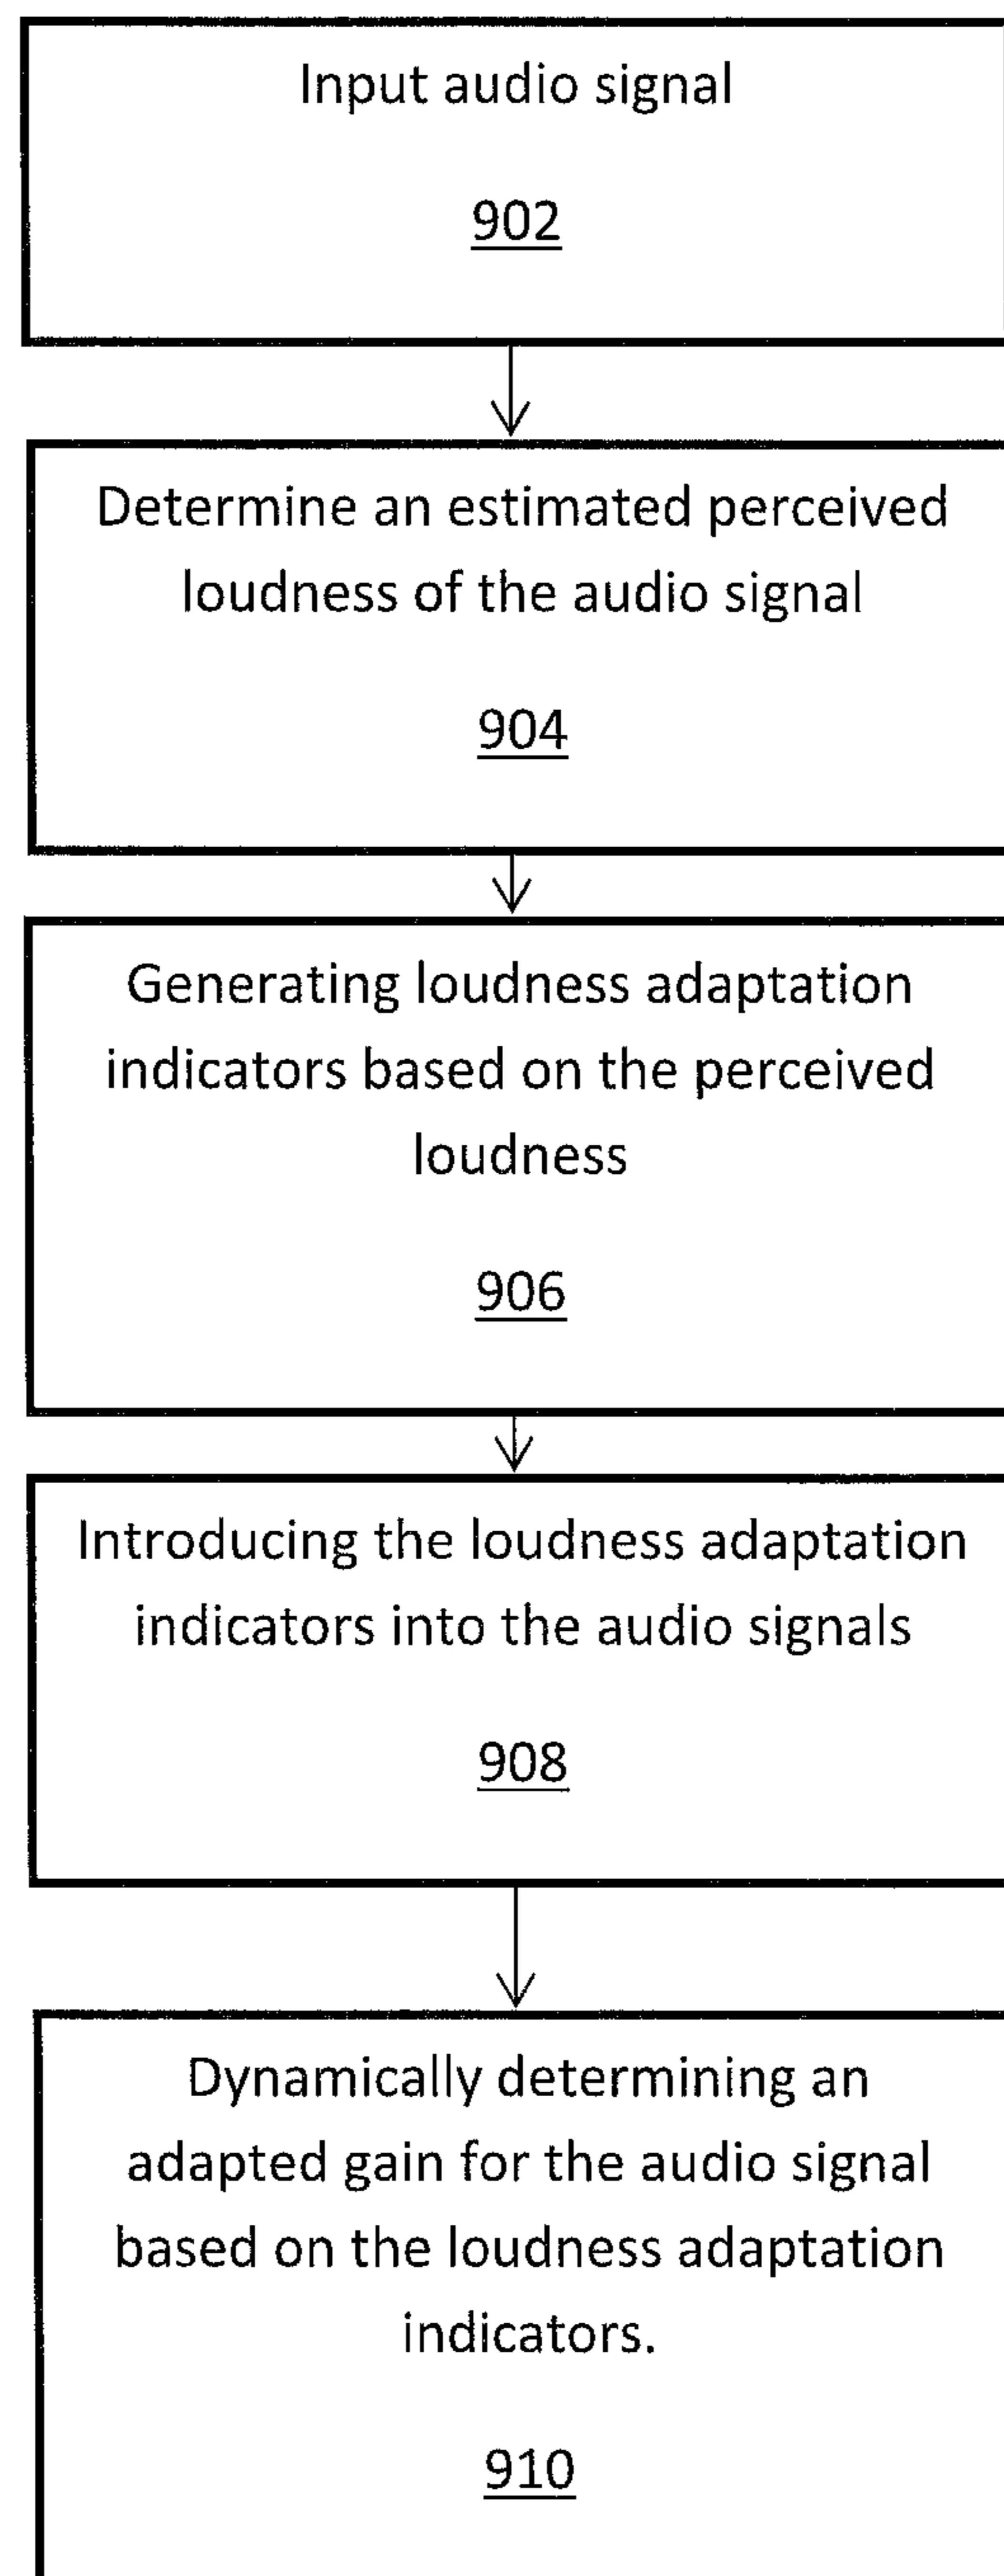 Input audio signal
902
Determine an estimated perceived
loudness of the audio signal
904
Generating loudness adaptation
indicators based on the perceived
loudness
906
Introducing the loudness adaptation
indicators into the audio signals
908
Dynamically determining an
adapted gain for the audio signal
based on the loudness adaptation
indicators.
910